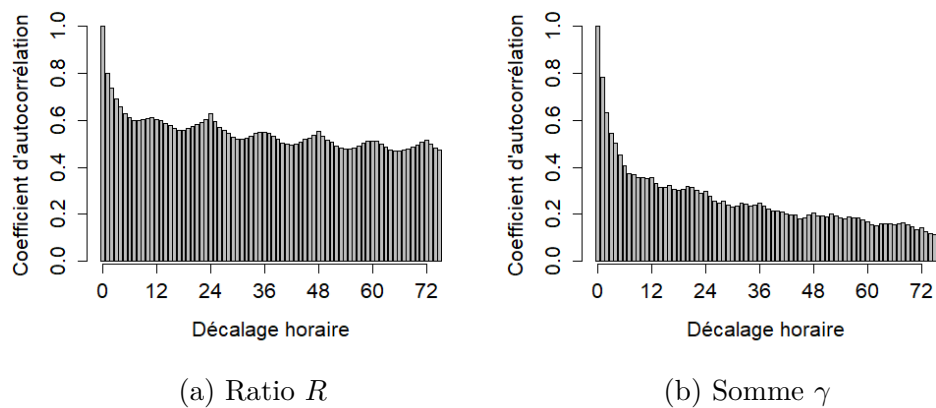 Coefficient d'autocorrélation
1.0
0.8
0.6
0.4
0.2
0.0
0 12 24 36 48 60 72
Décalage horaire
(a) Ratio R
Coefficient d'autocorrélation
1.0
0.8
0.6
0.4
0.2
0.0
0 12 24 36 48 60 72
Décalage horaire
(b) Somme γ